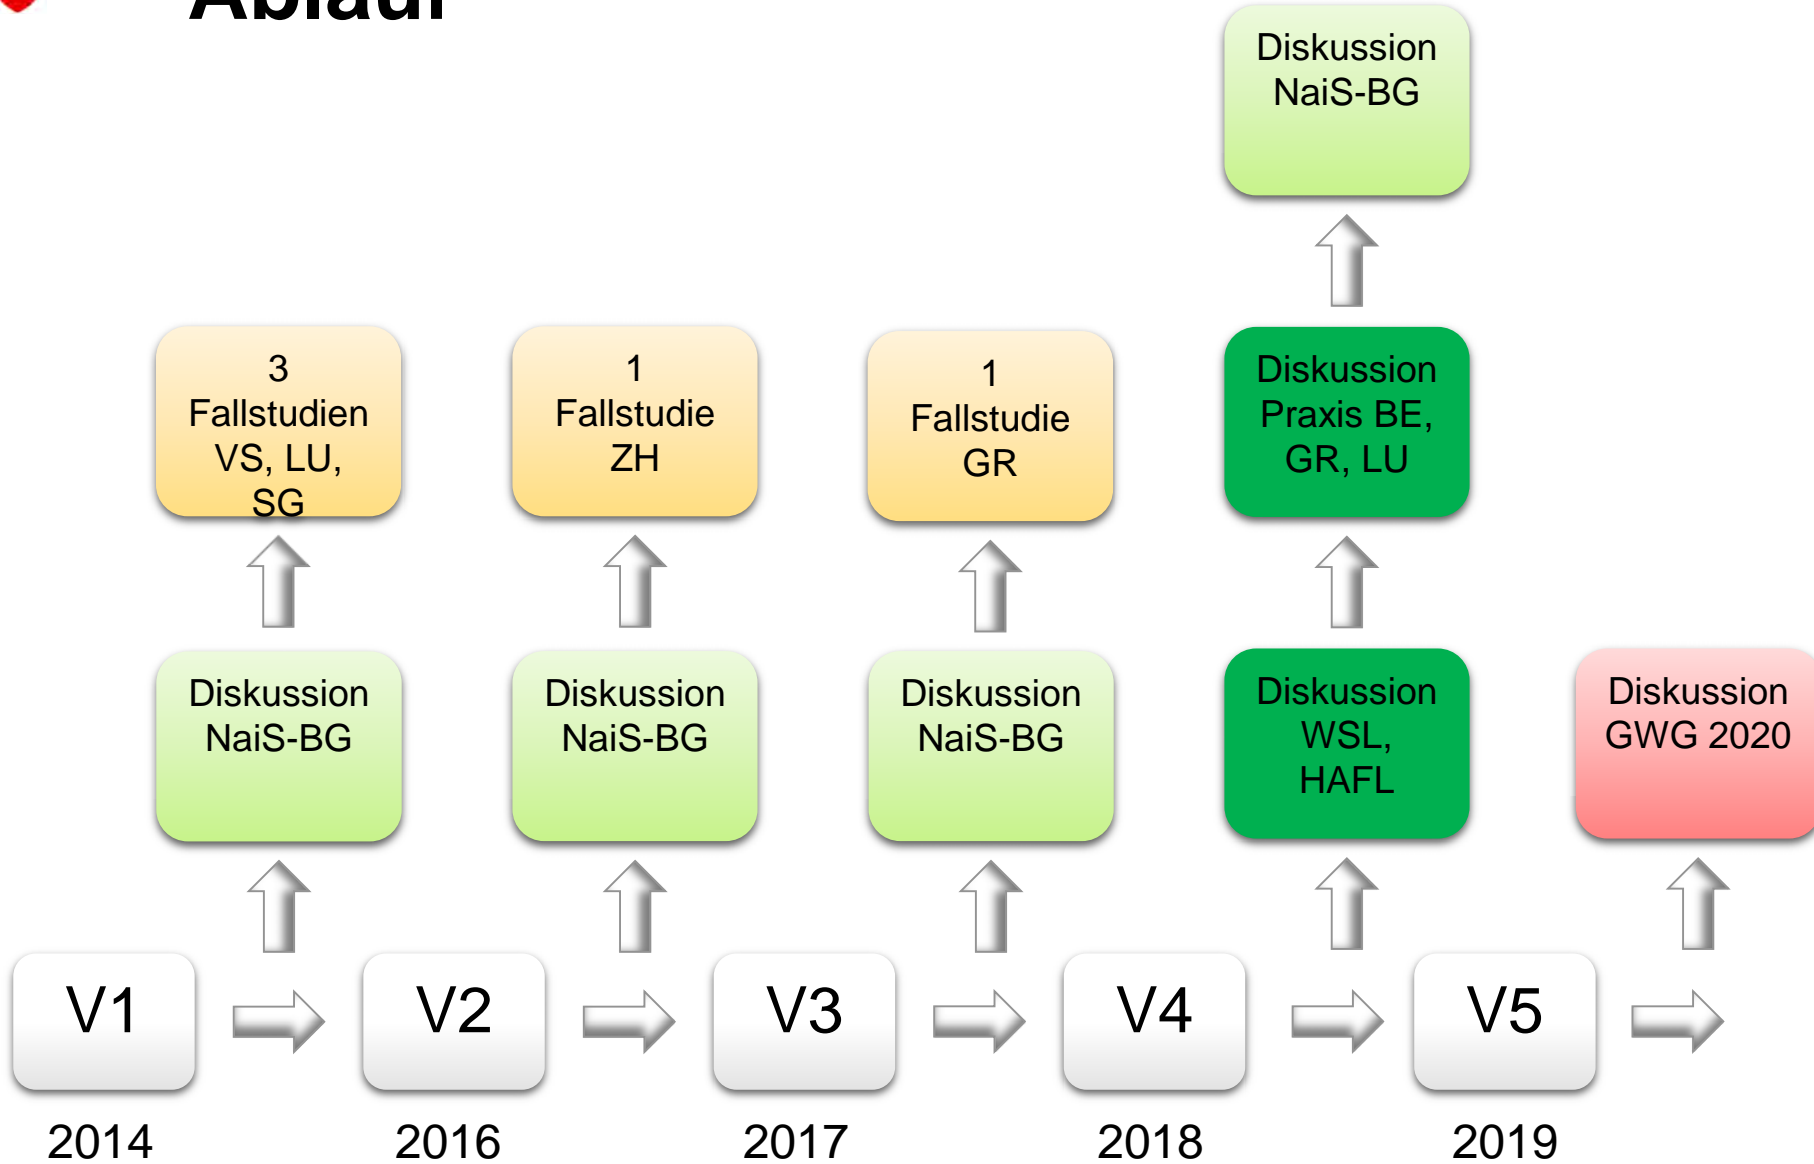 Ablauf
Diskussion
NaiS-BG
3
Fallstudien
VS, LU,
SG
1
Fallstudie
ZH
1
Fallstudie
GR
Diskussion
Praxis BE,
GR, LU
Diskussion
NaiS-BG
Diskussion
NaiS-BG
Diskussion
NaiS-BG
Diskussion
WSL,
HAFL
Diskussion
GWG 2020
V1
V2
V3
V4
V5
2014
2016
2017
2018
2019